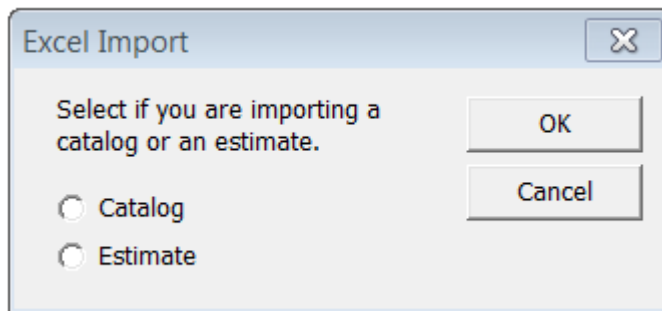 Excel Import
Select if you are importing a
catalog or an estimate.
OK
Cancel
Catalog
Estimate